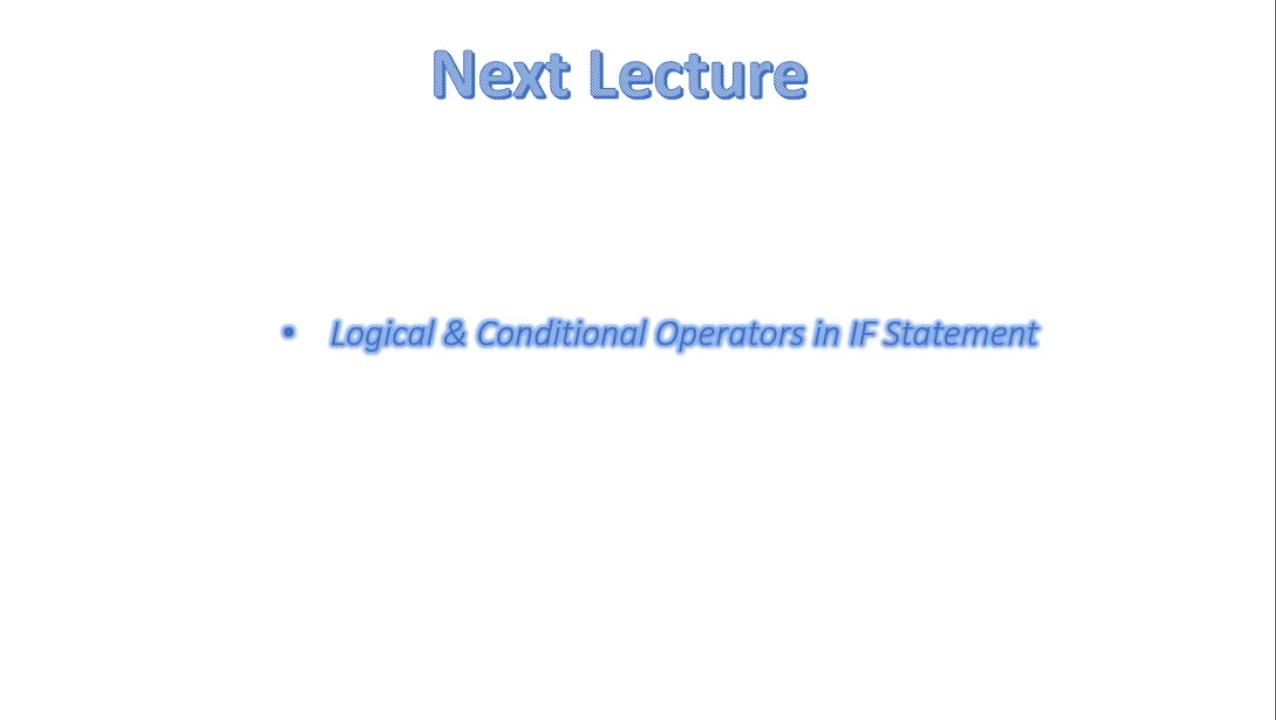 Next Lecture
• Logical & Conditional Operators in IF Statement